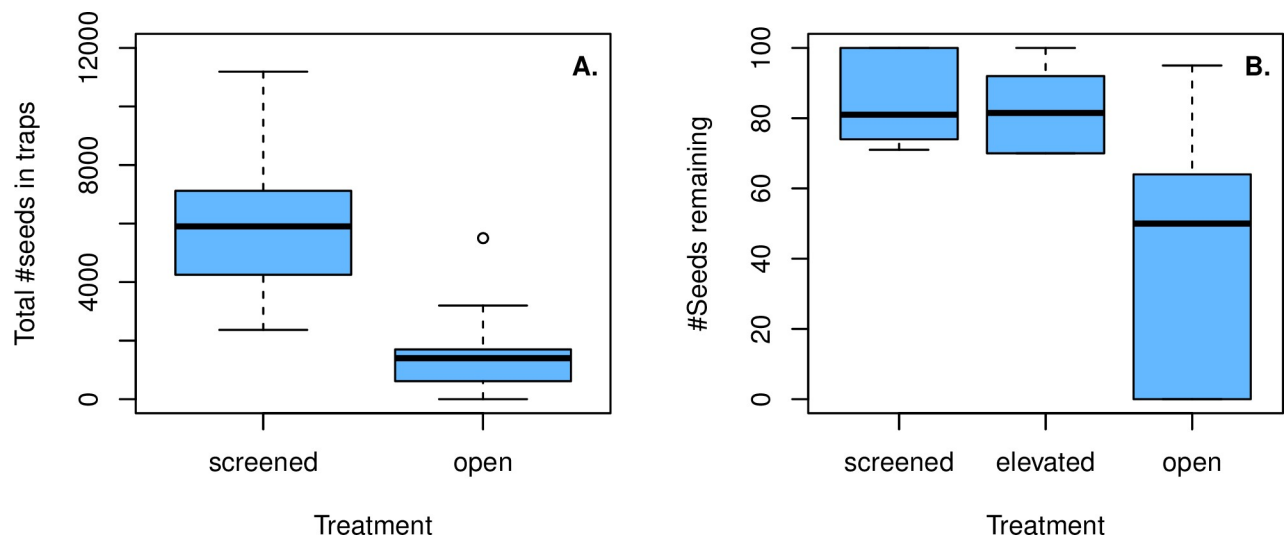 A.
Total #seeds in traps
12000
8000
4000
0
screened open
Treatment
B.
#Seeds remaining
100
80
60
40
20
0
screened elevated open
Treatment